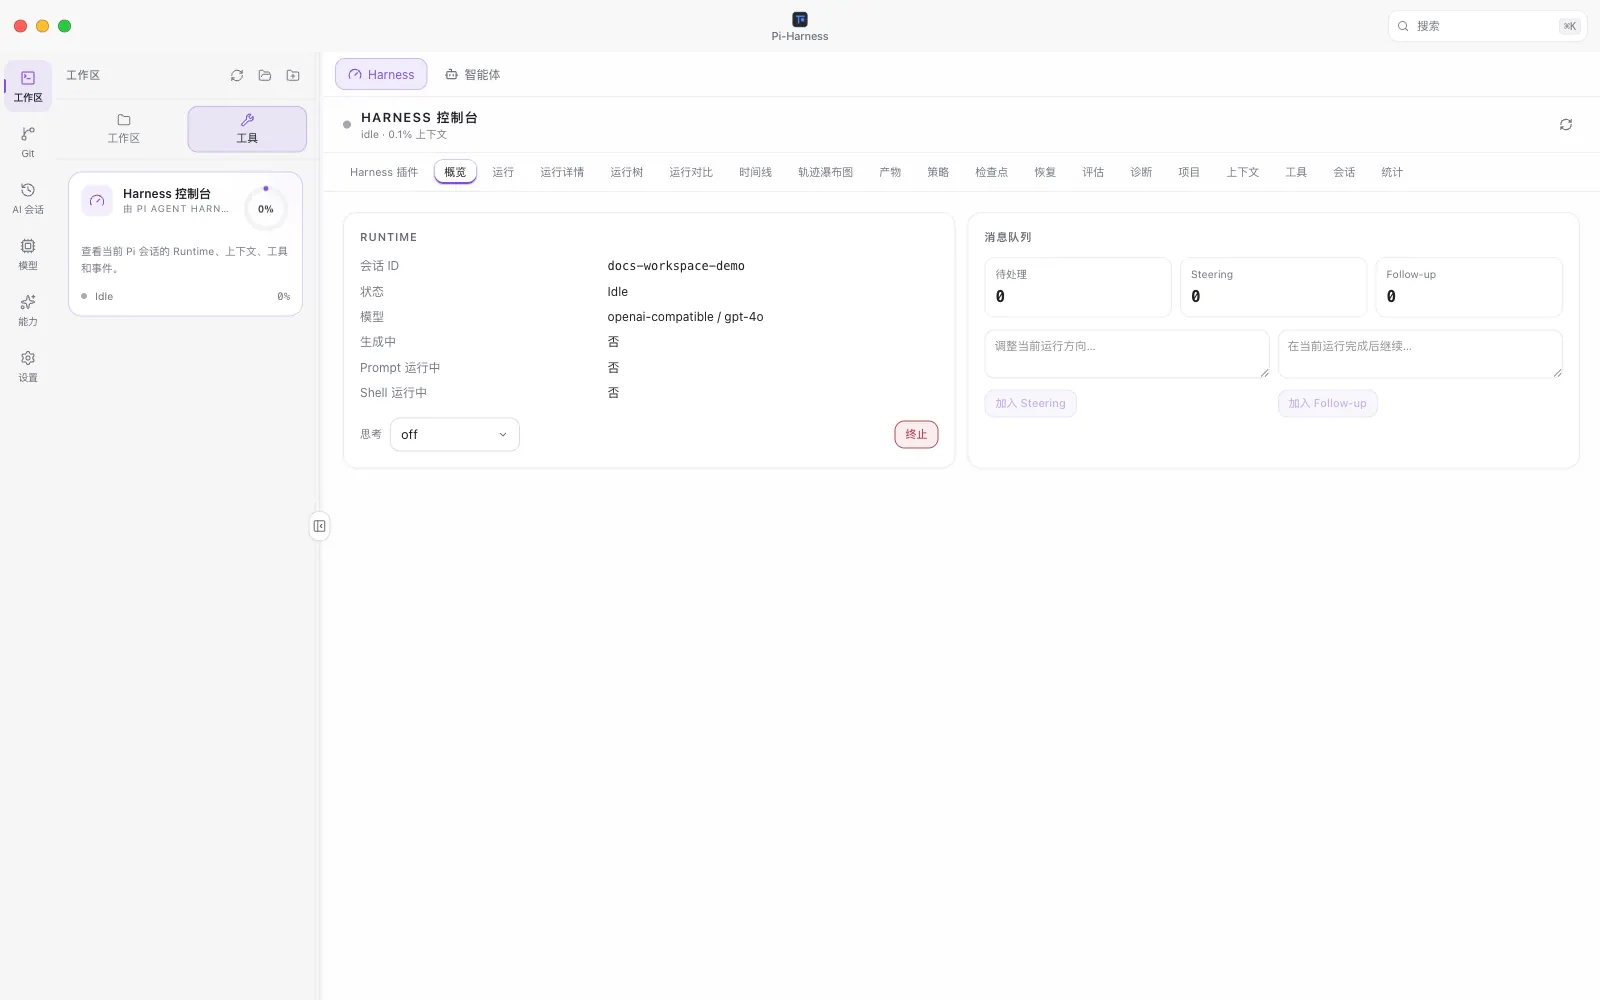 Pi-Harness
搜索
⌘K
工作区
Git
AI 会话
模型
能力
设置
工作区
工作区
工具
Harness 控制台
由 PI AGENT HARN...
0%
查看当前 Pi 会话的 Runtime、上下文、工具
和事件。
Idle
0%
Harness
智能体
HARNESS 控制台
idle · 0.1% 上下文
Harness 插件
概览
运行
运行详情
运行树
运行对比
时间线
轨迹瀑布图
产物
策略
检查点
恢复
评估
诊断
项目
上下文
工具
会话
统计
RUNTIME
会话 ID
docs-workspace-demo
状态
Idle
模型
openai-compatible / gpt-4o
生成中
否
Prompt 运行中
否
Shell 运行中
否
思考
off
终止
消息队列
待处理
0
Steering
0
Follow-up
0
调整当前运行方向...
在当前运行完成后继续...
加入 Steering
加入 Follow-up